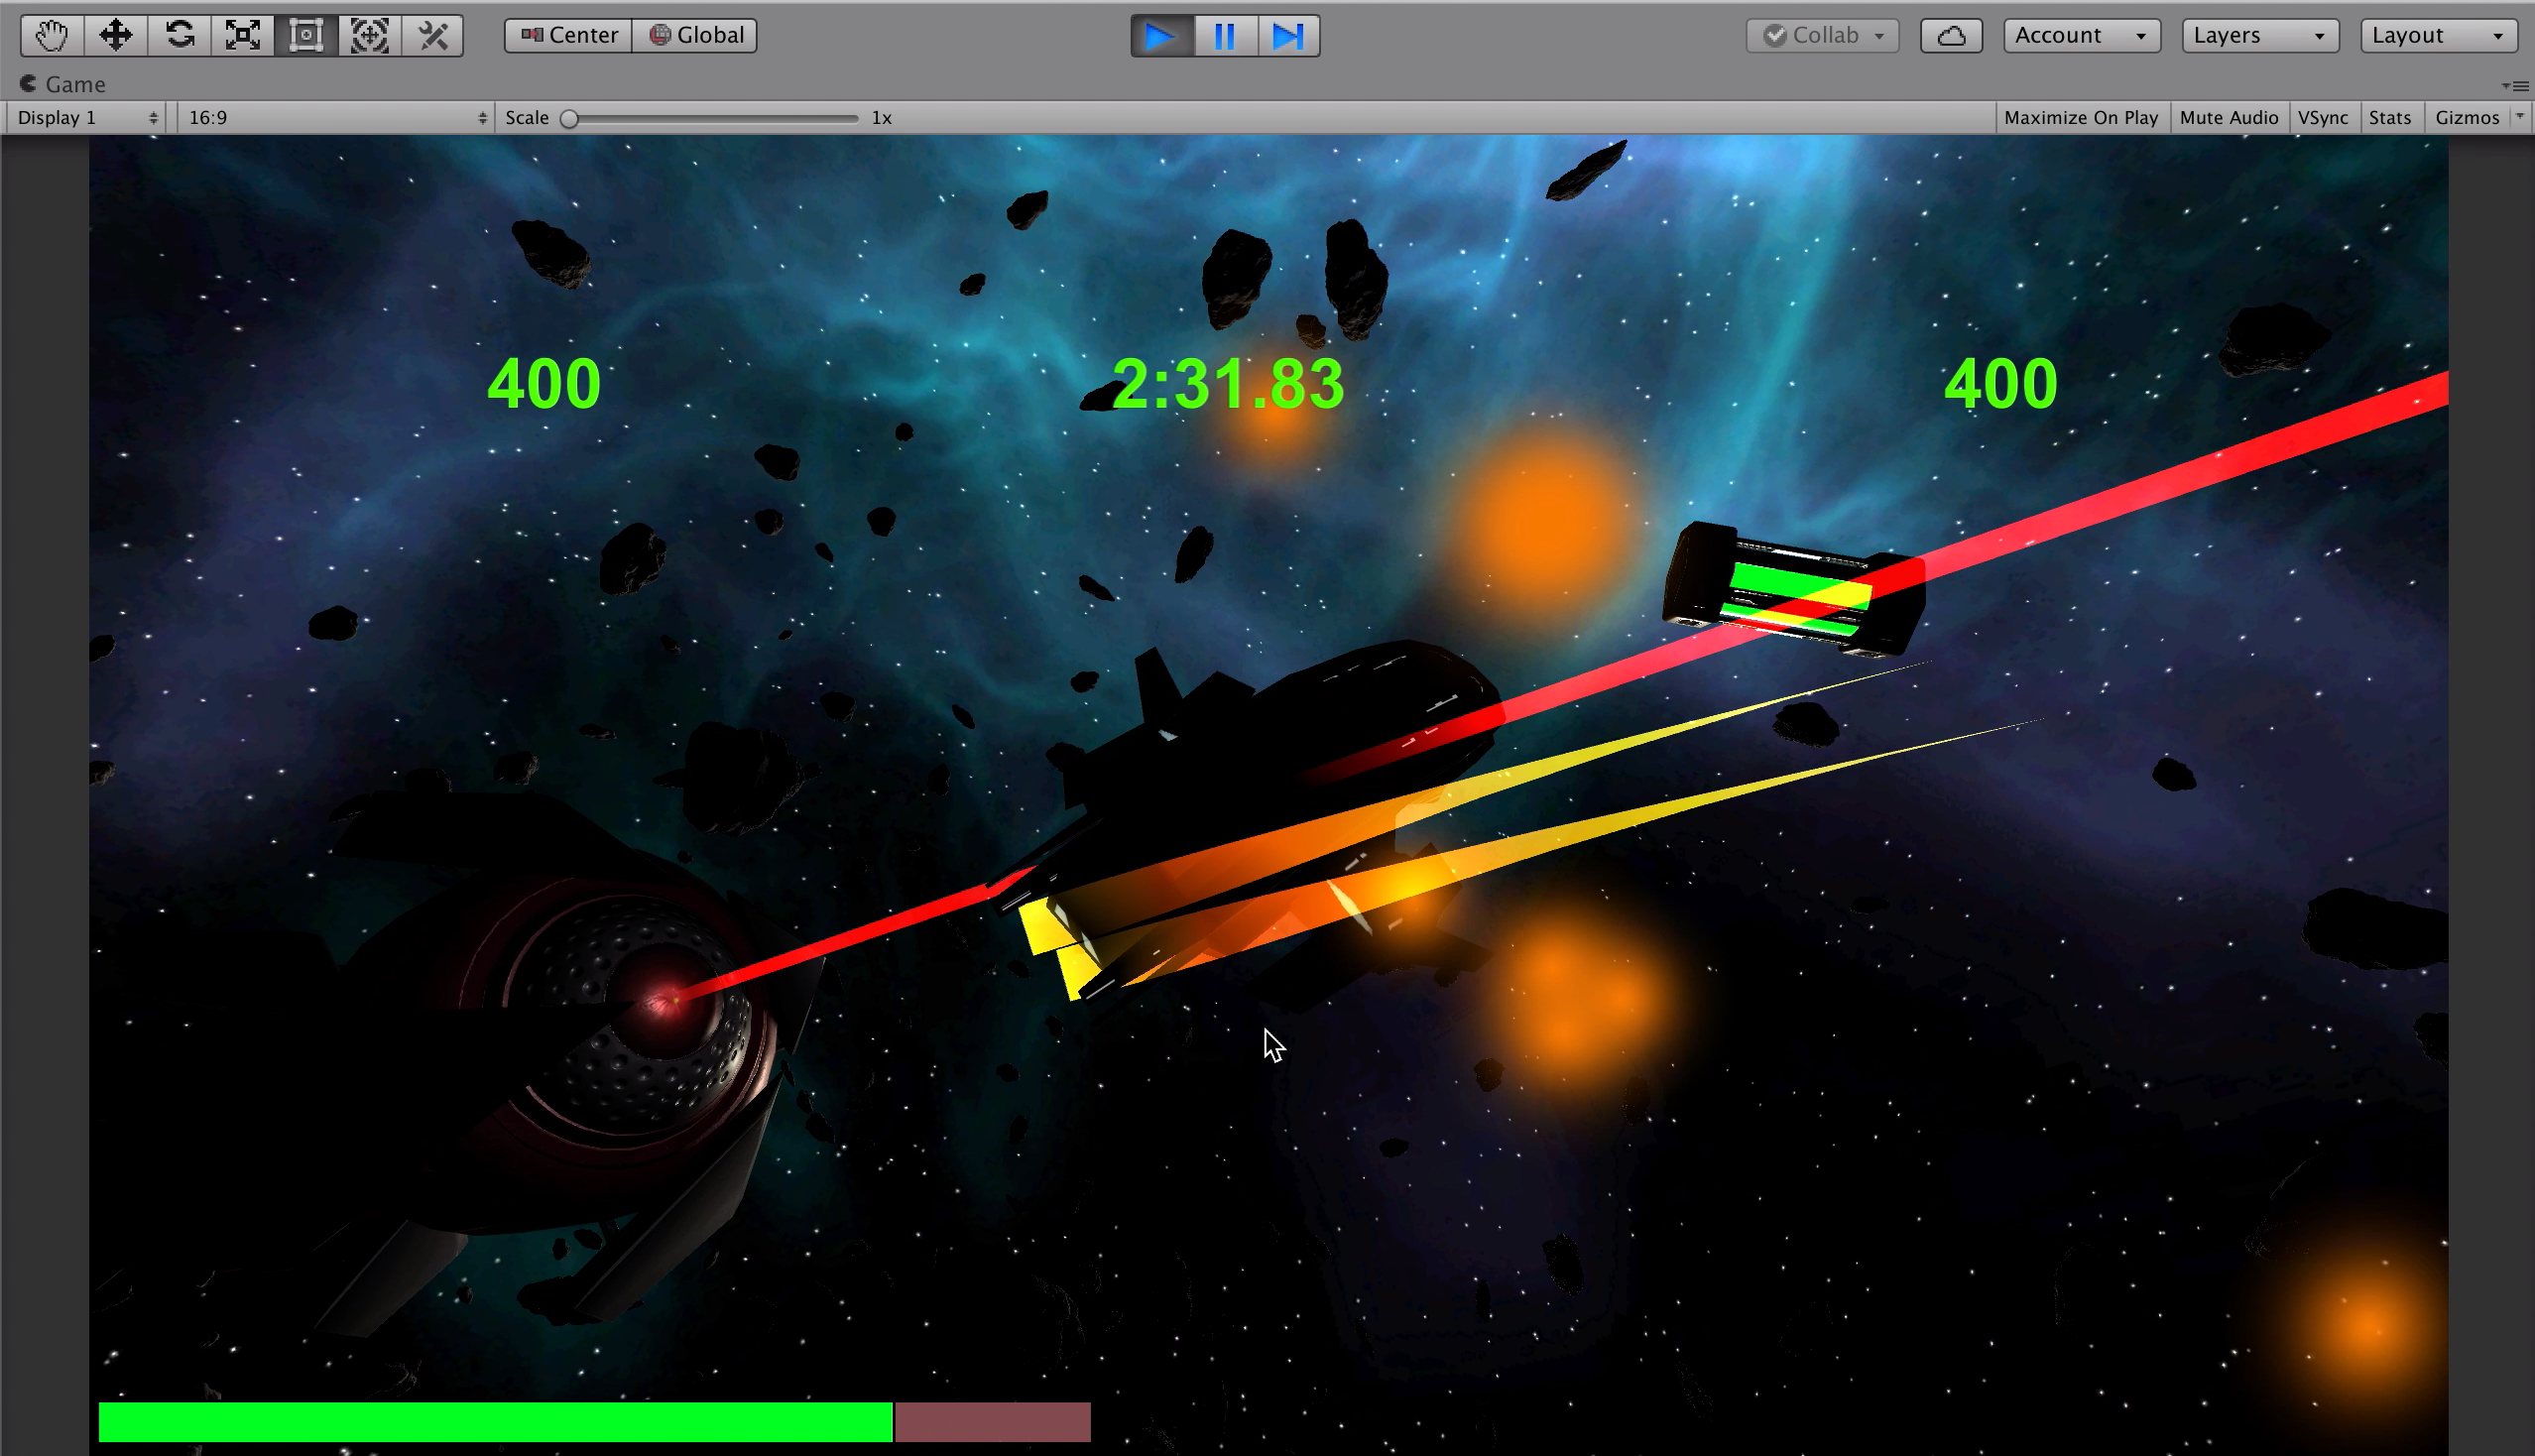 Center Global Collab Account Layers Layout
Game
Display 1 16:9 Scale 1x Maximize On Play Mute Audio VSync Stats Gizmos
400 2:31.83 400